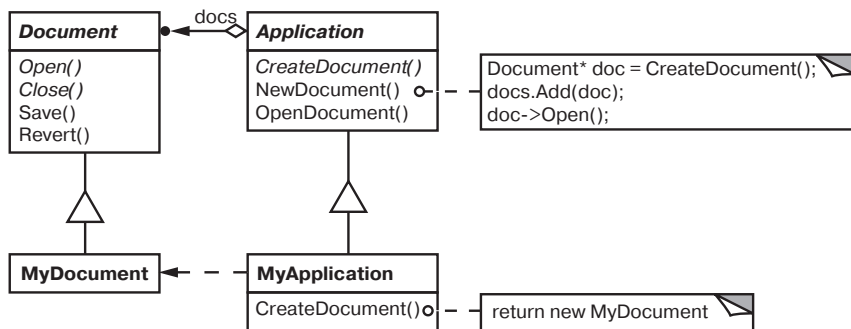 docs
Document
Open()
Close()
Save()
Revert()
Application
CreateDocument()
NewDocument()
OpenDocument()
Document* doc = CreateDocument();
docs.Add(doc);
doc->Open();
MyDocument
MyApplication
CreateDocument()
return new MyDocument